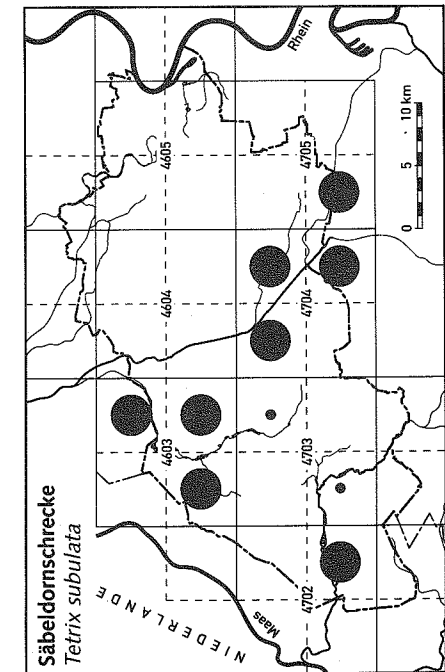 Säbeldornschrecke
Tetrix subulata
NIEDERLANDE
Maas
Rhein
4603
4604
4605
4702
4703
4704
4705
0 5 10 km